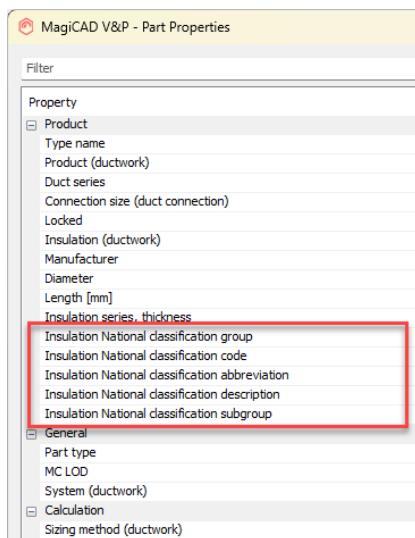 MagiCAD V&P - Part Properties
Filter
Property
Product
Type name
Product (ductwork)
Duct series
Connection size (duct connection)
Locked
Insulation (ductwork)
Manufacturer
Diameter
Length [mm]
Insulation series, thickness
Insulation National classification group
Insulation National classification code
Insulation National classification abbreviation
Insulation National classification description
Insulation National classification subgroup
General
Part type
MC LOD
System (ductwork)
Calculation
Sizing method (ductwork)